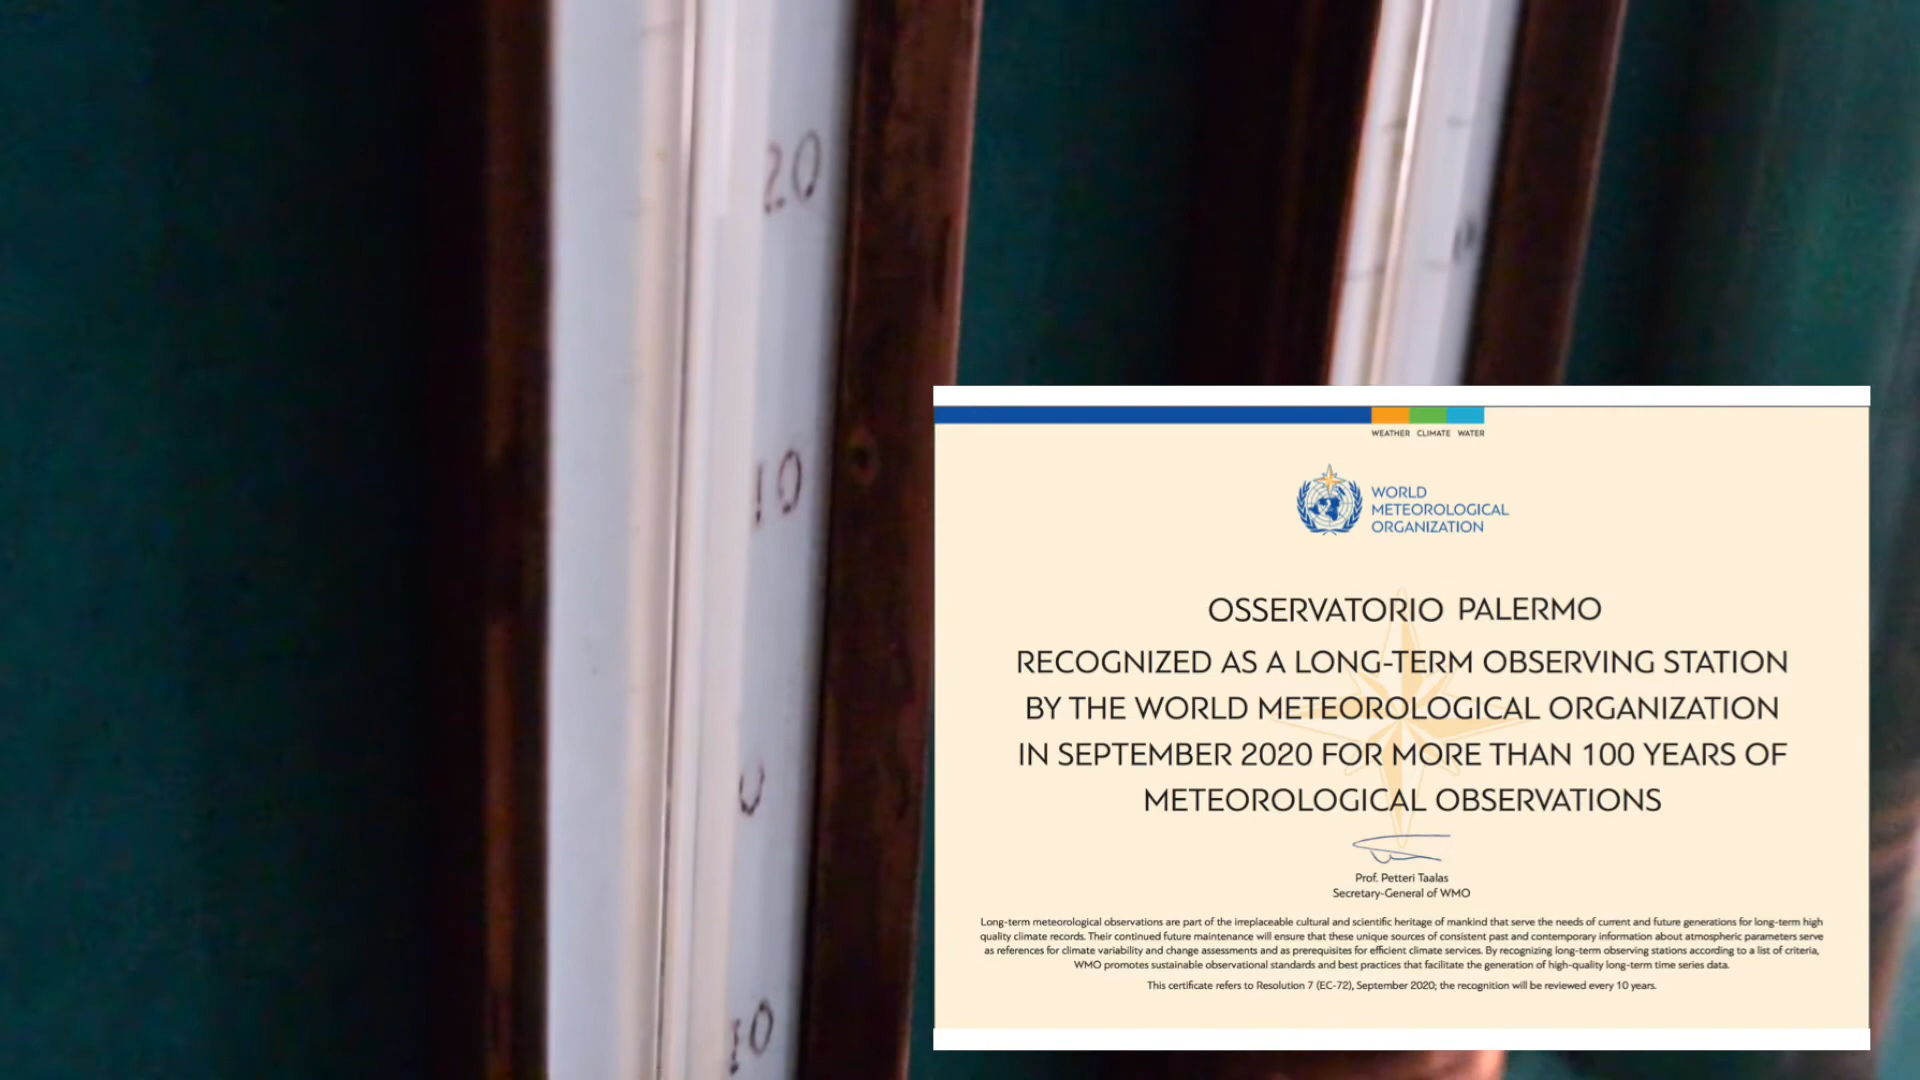 20
10
0
10
WEATHER CLIMATE WATER
WORLD
METEOROLOGICAL
ORGANIZATION
OSSERVATORIO PALERMO
RECOGNIZED AS A LONG-TERM OBSERVING STATION
BY THE WORLD METEOROLOGICAL ORGANIZATION
IN SEPTEMBER 2020 FOR MORE THAN 100 YEARS OF
METEOROLOGICAL OBSERVATIONS
Prof. Petteri Taalas
Secretary-General of WMO
Long-term meteorological observations are part of the irreplaceable cultural and scientific heritage of mankind that serve the needs of current and future generations for long-term high
quality climate records. Their continued future maintenance will ensure that these unique sources of consistent past and contemporary information about atmospheric parameters serve
as references for climate variability and change assessments and as prerequisites for efficient climate services. By recognizing long-term observing stations according to a list of criteria,
WMO promotes sustainable observational standards and best practices that facilitate the generation of high-quality long-term time series data.
This certificate refers to Resolution 7 (EC-72), September 2020; the recognition will be reviewed every 10 years.